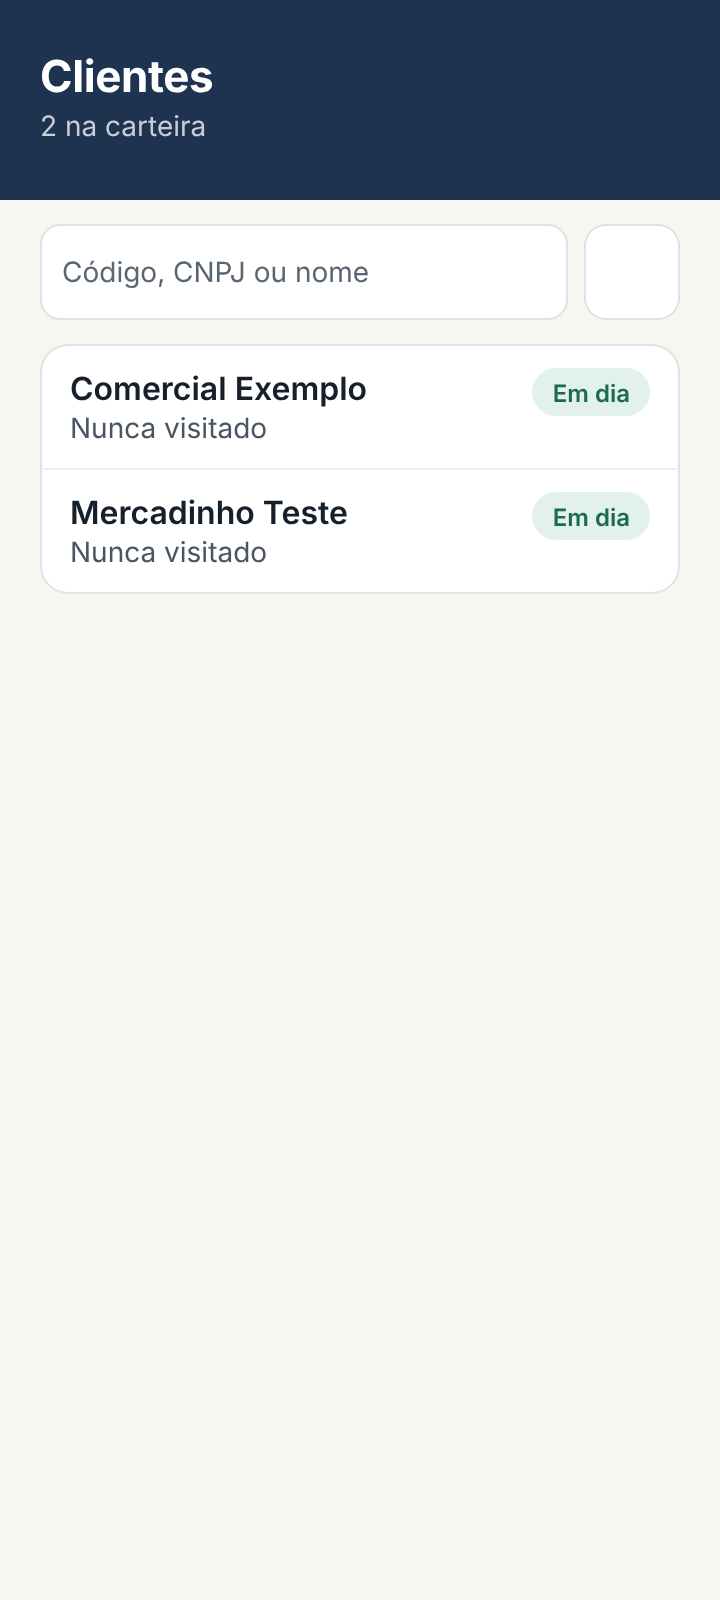 Clientes
2 na carteira
Código, CNPJ ou nome
Comercial Exemplo
Em dia
Nunca visitado
Mercadinho Teste
Em dia
Nunca visitado